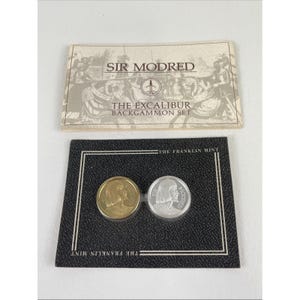 SIR MODRED
THE EXCALIBUR
BACKGAMMON SET
THE FRANKLIN MINT
THE FRANKLIN MINT